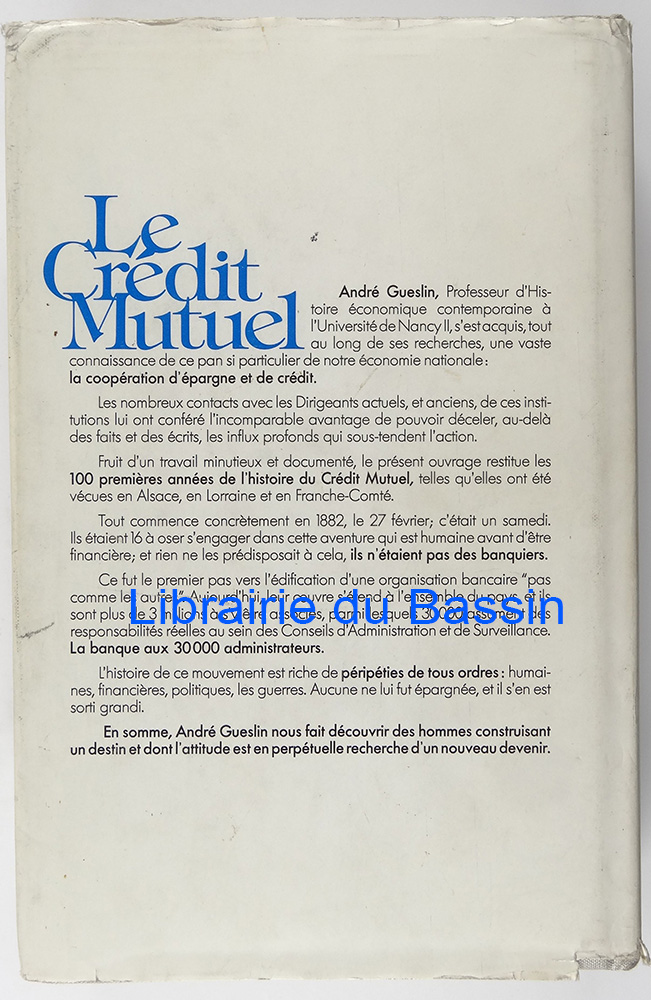 Le
Crédit
Mutuel
André Gueslin, Professeur d'His-
toire économique contemporaine à
l'Université de Nancy II, s'est acquis, tout
au long de ses recherches, une vaste
connaissance de ce pan si particulier de notre économie nationale :
la coopération d'épargne et de crédit.
Les nombreux contacts avec les Dirigeants actuels, et anciens, de ces insti-
tutions lui ont conféré l'incomparable avantage de pouvoir déceler, au-delà
des faits et des écrits, les influx profonds qui sous-tendent l'action.
Fruit d'un travail minutieux et documenté, le présent ouvrage restitue les
100 premières années de l'histoire du Crédit Mutuel, telles qu'elles ont été
vécues en Alsace, en Lorraine et en Franche-Comté.
Tout commence concrètement en 1882, le 27 février; c'était un samedi.
Ils étaient 16 à oser s'engager dans cette aventure qui est humaine avant d'être
financière; et rien ne les prédisposait à cela, ils n'étaient pas des banquiers.
Ce fut le premier pas vers l'édification d'une organisation bancaire "pas
comme les autres". Aujourd'hui, leur œuvre s'étend à l'ensemble du pays, et ils
sont plus de 3 millions à s'être associés, parmi lesquels 30 000 assument des
responsabilités réelles au sein des Conseils d'Administration et de Surveillance.
La banque aux 30 000 administrateurs.
L'histoire de ce mouvement est riche de péripéties de tous ordres : humai-
nes, financières, politiques, les guerres. Aucune ne lui fut épargnée, et il s'en est
sorti grandi.
En somme, André Gueslin nous fait découvrir des hommes construisant
un destin et dont l'attitude est en perpétuelle recherche d'un nouveau devenir.
Librairie du Bassin